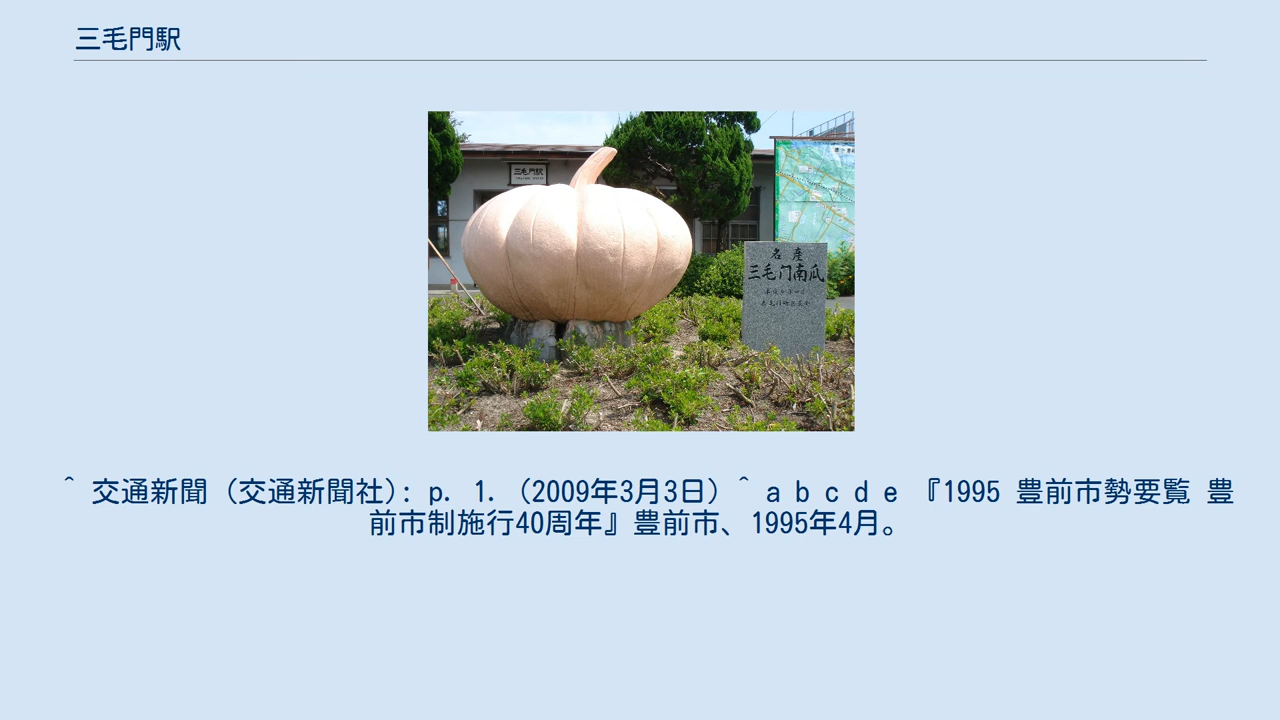 三毛門駅
三毛門駅
名産
三毛门南瓜
^ 交通新聞 (交通新聞社): p. 1. (2009年3月3日) ^ a b c d e 『1995 豊前市勢要覧 豊
前市制施行40周年』豊前市、1995年4月。